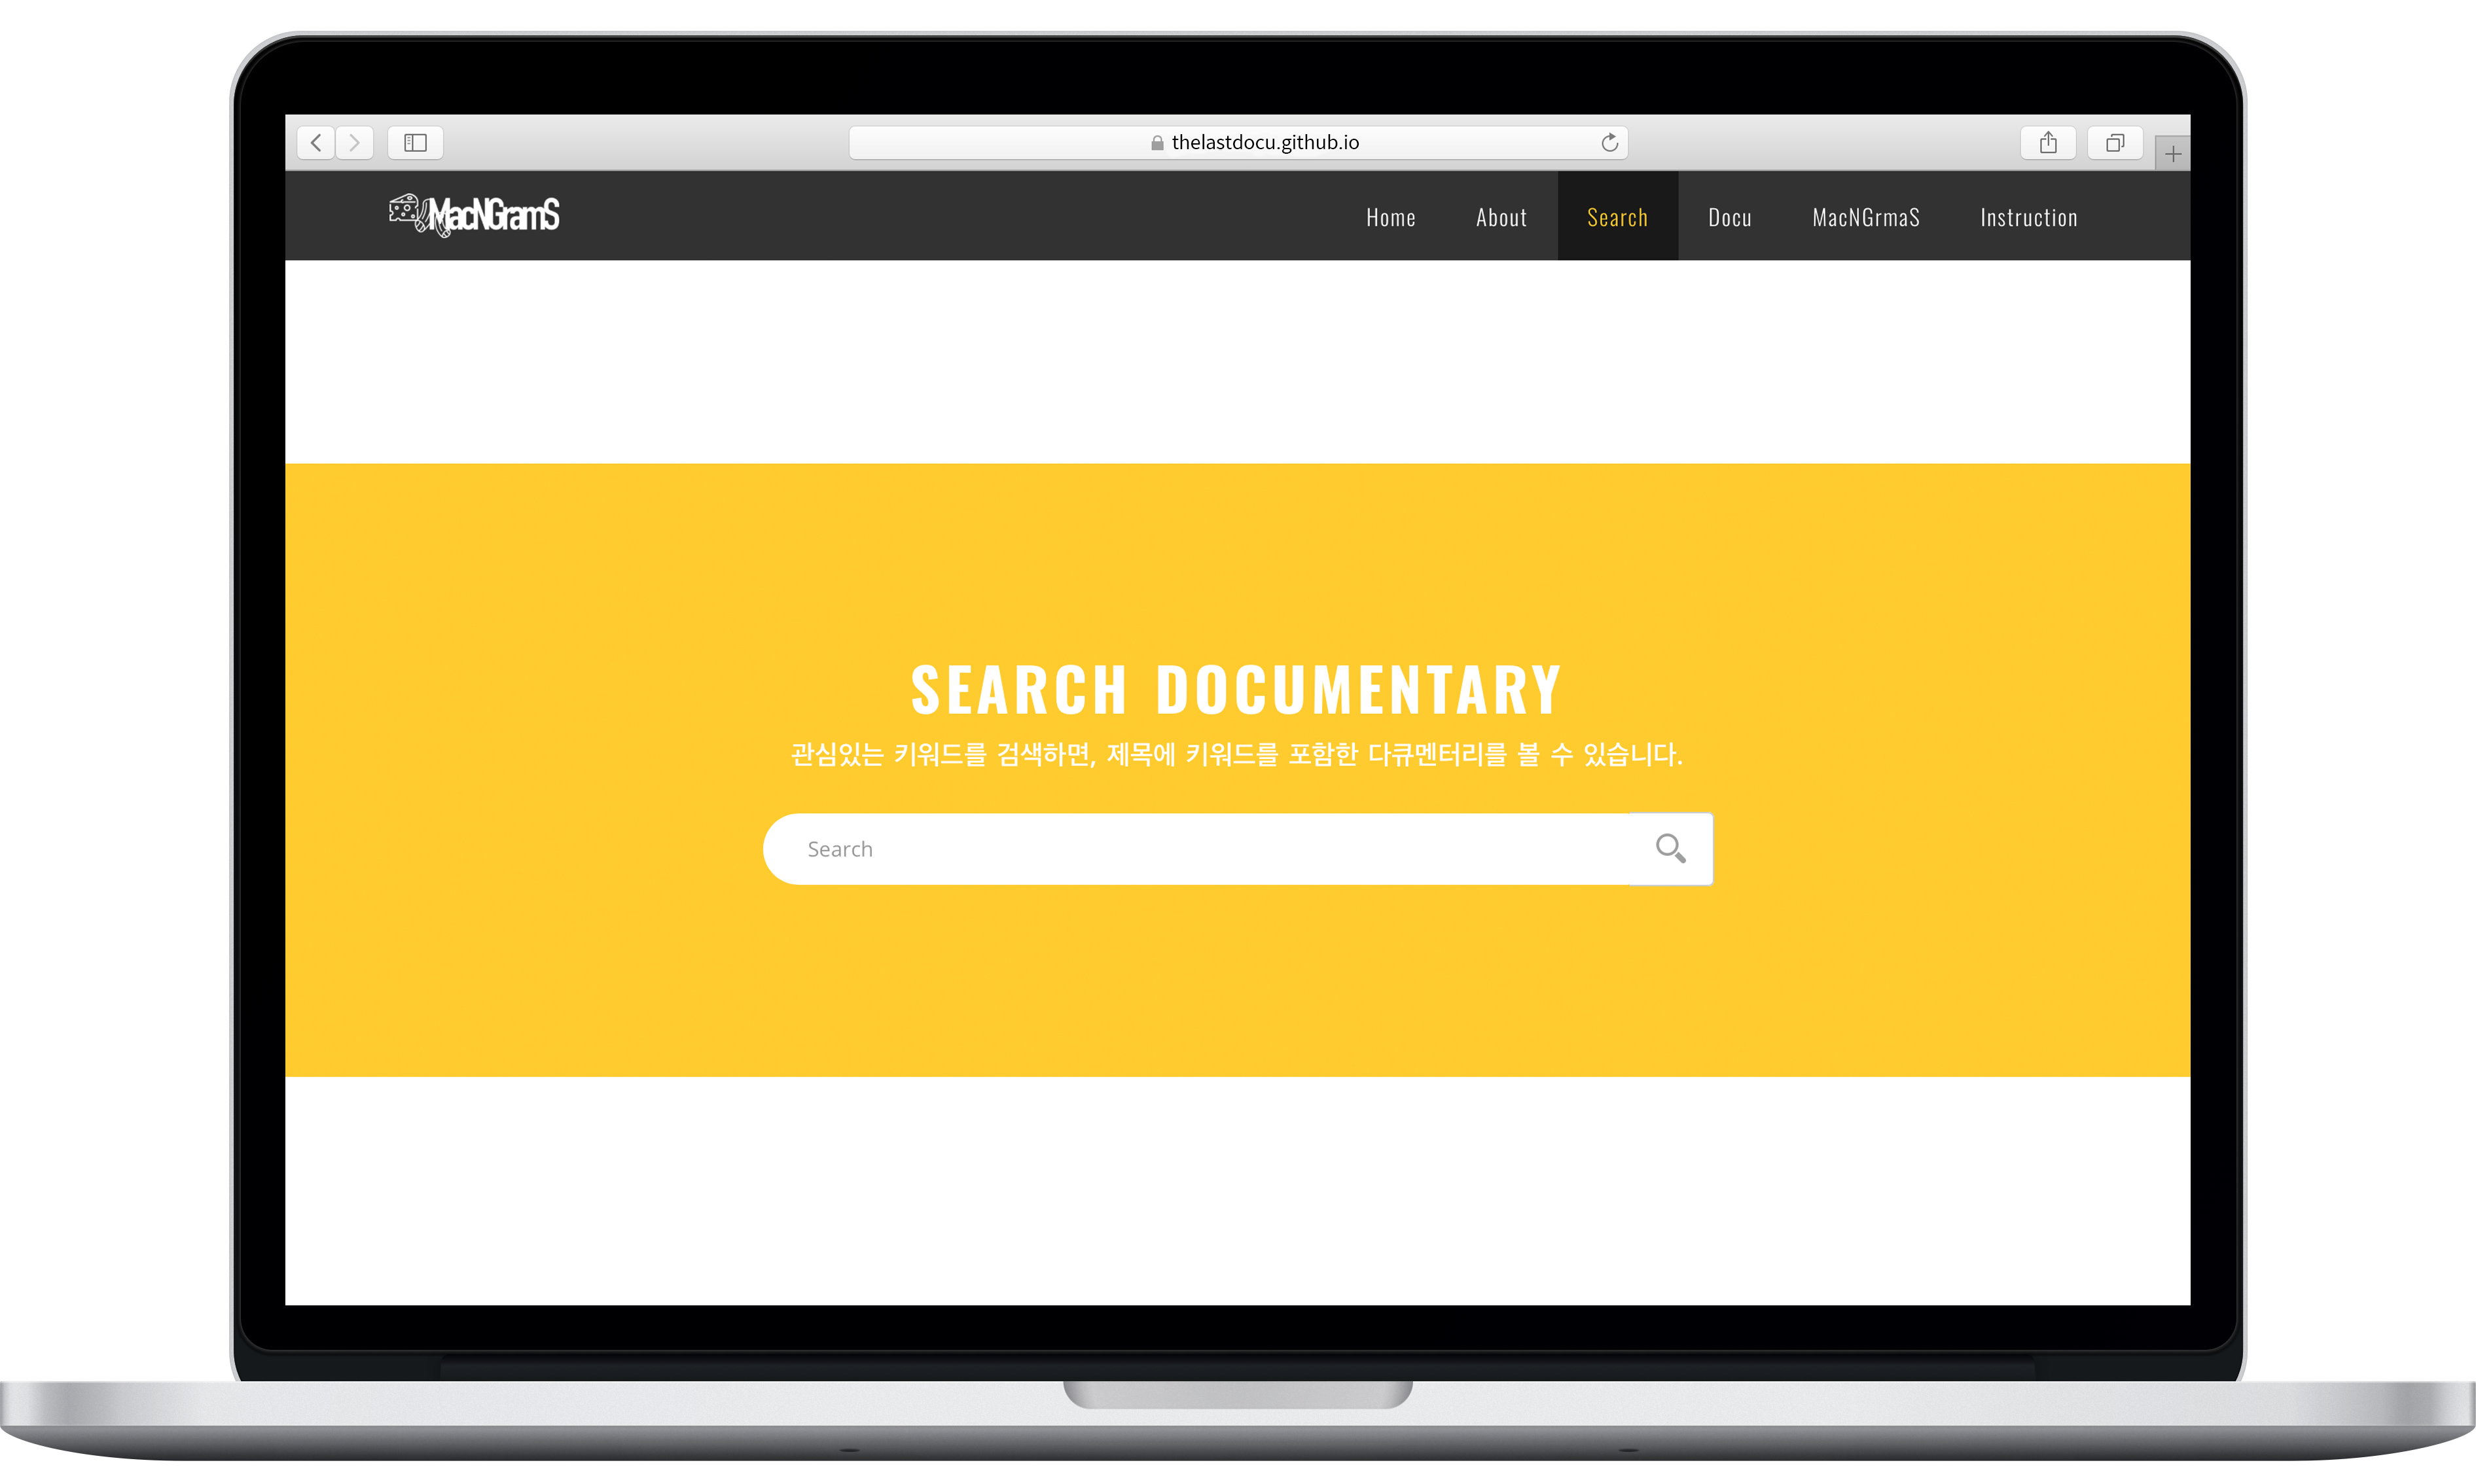 thelastdocu.github.io
MacNGramS
Home About Search Docu MacNGrmaS Instruction
SEARCH DOCUMENTARY
관심있는 키워드를 검색하면, 제목에 키워드를 포함한 다큐멘터리를 볼 수 있습니다.
Search